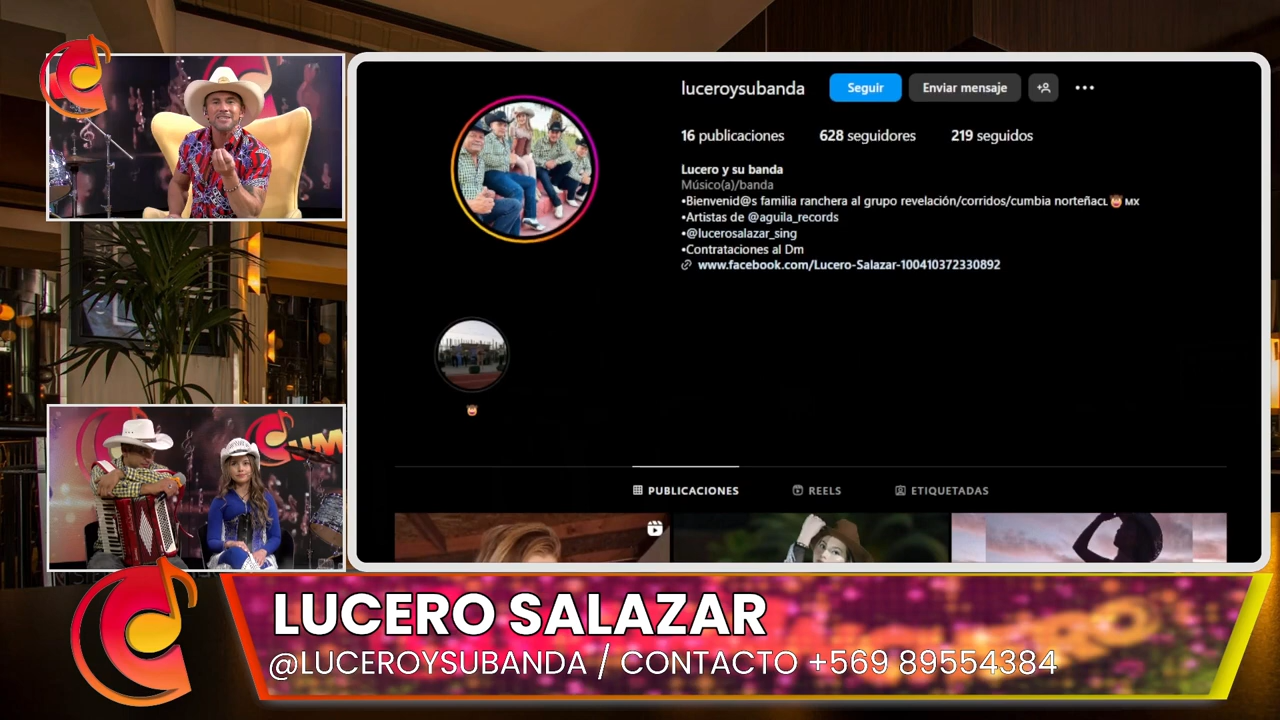 luceroysubanda
Seguir
Enviar mensaje
16 publicaciones
628 seguidores
219 seguidos
Lucero y su banda
Músico(a)/banda
•Bienvenid@s familia ranchera al grupo revelación/corridos/cumbia norteñaCL MX
•Artistas de @aguila_records
•@lucerosalazar_sing
•Contrataciones al Dm
www.facebook.com/Lucero-Salazar-100410372330892
PUBLICACIONES
REELS
ETIQUETADAS
LUCERO SALAZAR
@LUCEROYSUBANDA / CONTACTO +569 89554384